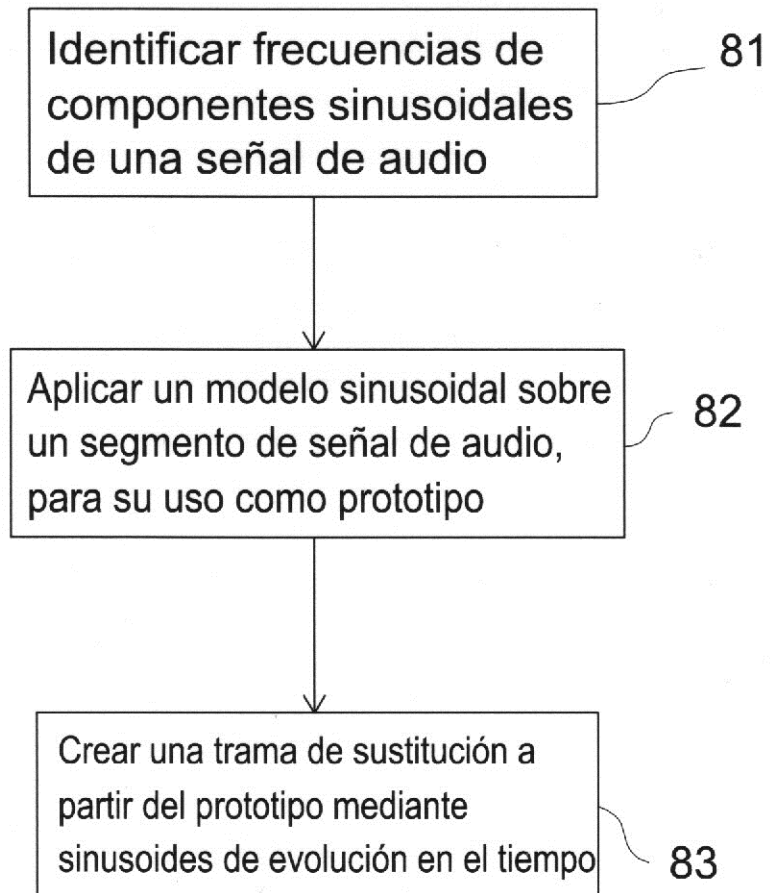 Identificar frecuencias de
componentes sinusoidales
de una señal de audio
81
Aplicar un modelo sinusoidal sobre
un segmento de señal de audio,
para su uso como prototipo
82
Crear una trama de sustitución a
partir del prototipo mediante
sinusoides de evolución en el tiempo
83